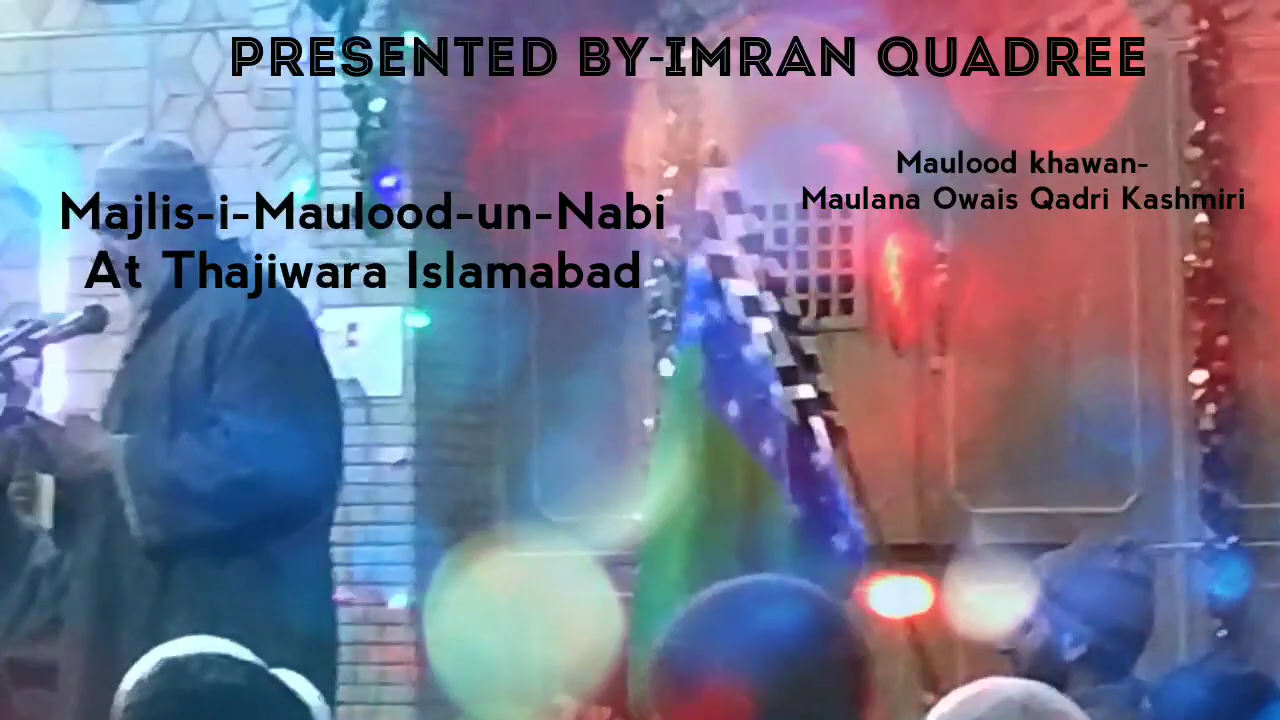 PRESENTED BY-IMRAN QUADREE
Majlis-i-Maulood-un-Nabi
At Thajiwara Islamabad
Maulood khawan-
Maulana Owais Qadri Kashmiri